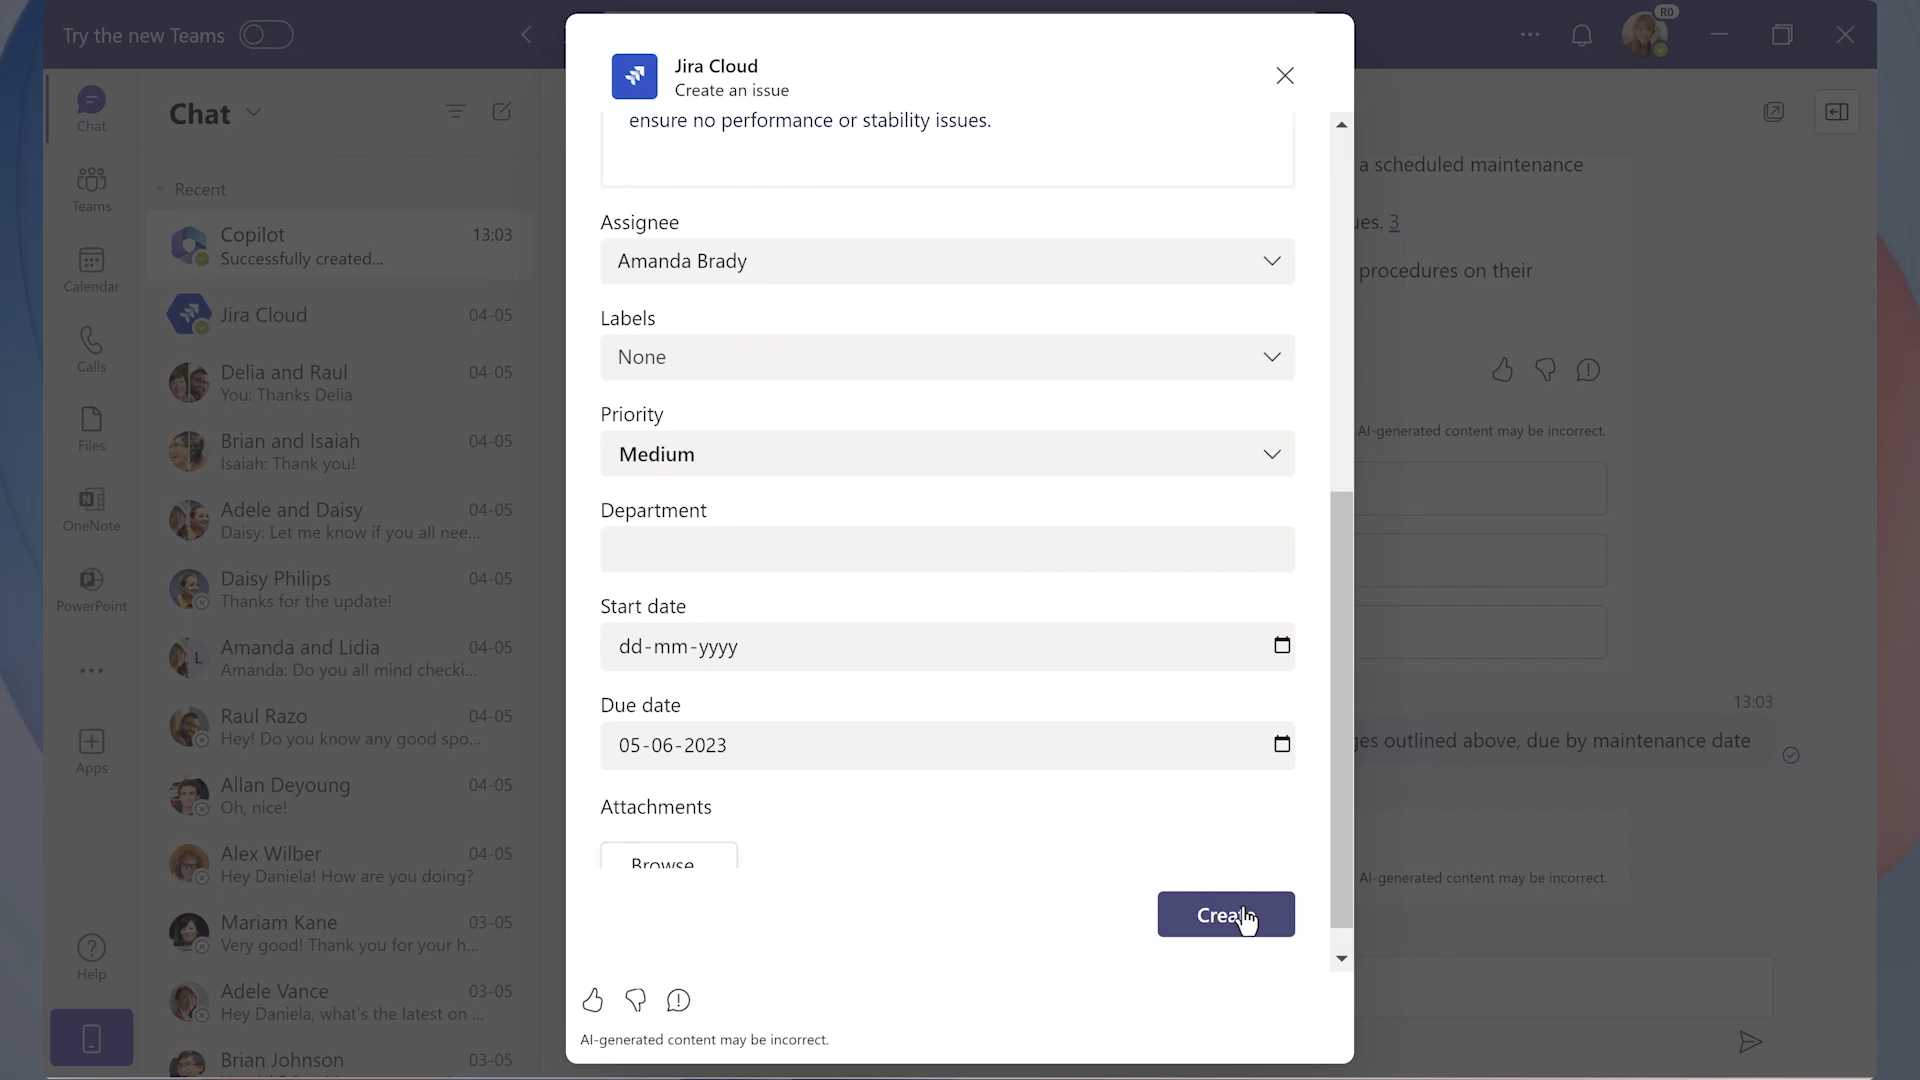 Try the new Teams
R0
Jira Cloud
Create an issue
Chat
Chat
Teams
Calendar
Calls
Files
OneNote
PowerPoint
Apps
Help
Recent
Copilot
13:03
Successfully created...
Jira Cloud
04-05
Delia and Raul
04-05
You: Thanks Delia
Brian and Isaiah
04-05
Isaiah: Thank you!
Adele and Daisy
04-05
Daisy: Let me know if you all nee...
Daisy Philips
04-05
Thanks for the update!
L
Amanda and Lidia
04-05
Amanda: Do you all mind checki...
Raul Razo
04-05
Hey! Do you know any good spo...
Allan Deyoung
04-05
Oh, nice!
Alex Wilber
04-05
Hey Daniela! How are you doing?
Mariam Kane
03-05
Very good! Thank you for your h...
Adele Vance
03-05
Hey Daniela, what's the latest on ...
Brian Johnson
03-05
ensure no performance or stability issues.
Assignee
Amanda Brady
Labels
None
Priority
Medium
Department
Start date
dd-mm-yyyy
Due date
05-06-2023
Attachments
Browse
Create
AI-generated content may be incorrect.
a scheduled maintenance
ues. 3
procedures on their
AI-generated content may be incorrect.
13:03
ges outlined above, due by maintenance date
AI-generated content may be incorrect.